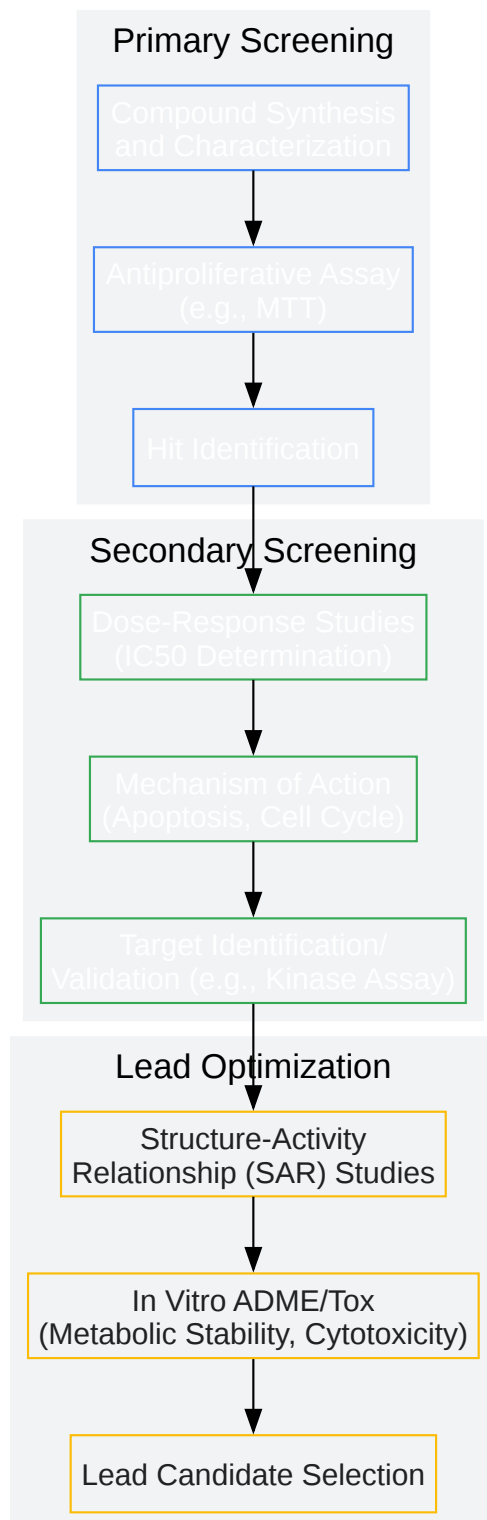 Primary Screening
Compound Synthesis
and Characterization
Antiproliferative Assay
(e.g., MTT)
Hit Identification
Secondary Screening
Dose-Response Studies
(IC50 Determination)
Mechanism of Action
(Apoptosis, Cell Cycle)
Target Identification/
Validation (e.g., Kinase Assay)
Lead Optimization
Structure-Activity
Relationship (SAR) Studies
In Vitro ADME/Tox
(Metabolic Stability, Cytotoxicity)
Lead Candidate Selection